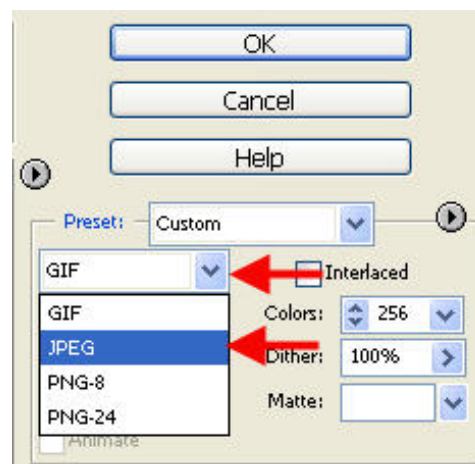 OK
Cancel
Help
Preset: Custom
GIF Interlaced
GIF Colors: 256
JPEG Dither: 100%
PNG-8 Matte:
PNG-24
Animate